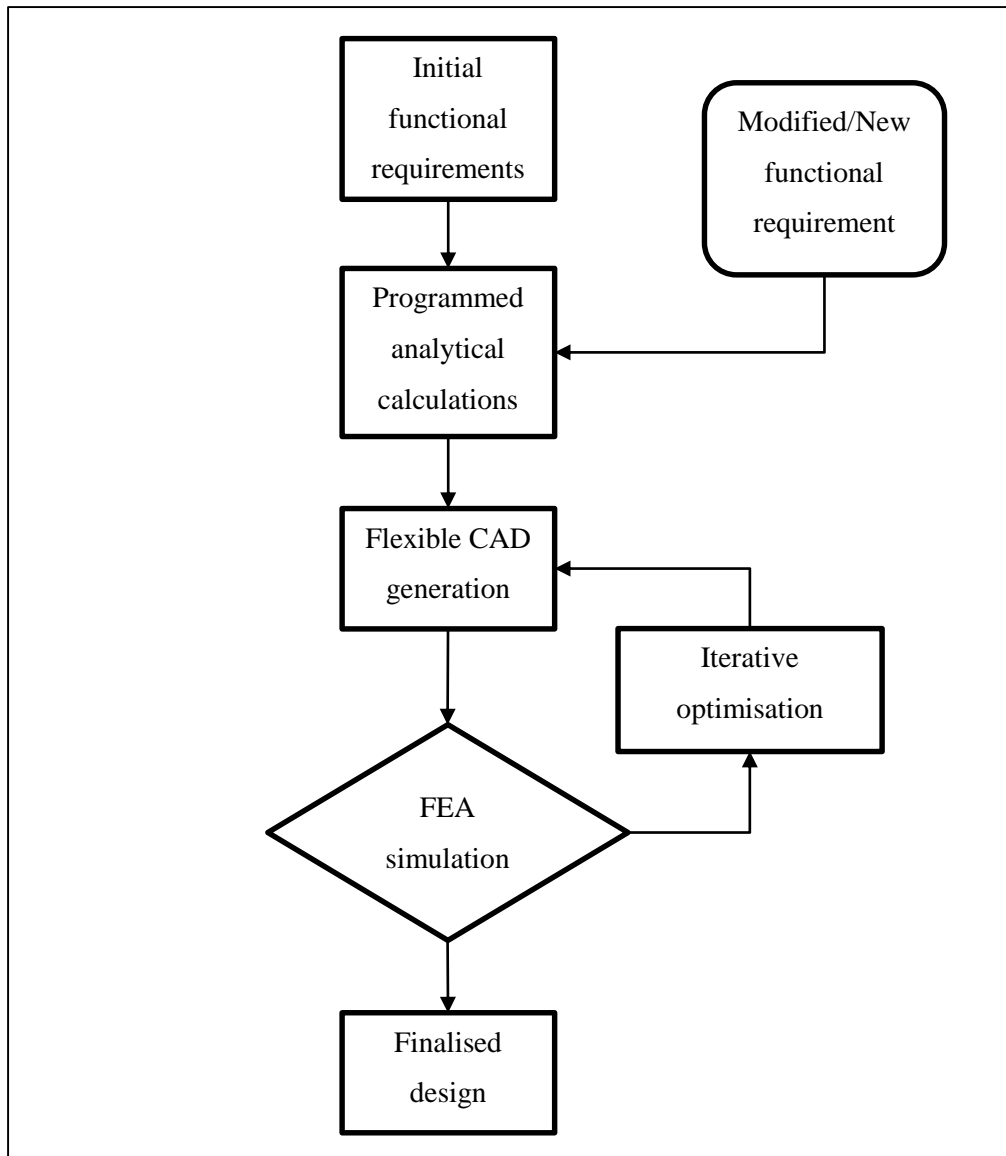 Initial
functional
requirements
Modified/New
functional
requirement
Programmed
analytical
calculations
Flexible CAD
generation
Iterative
optimisation
FEA
simulation
Finalised
design